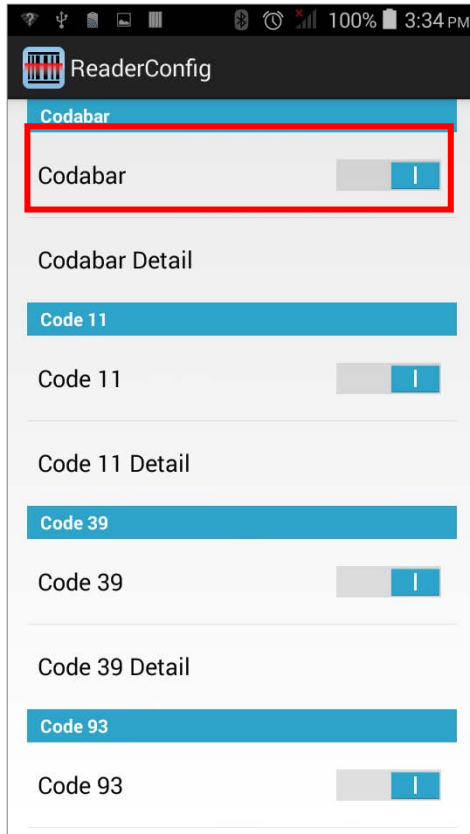 100% 3:34 PM
ReaderConfig
Codabar
Codabar
Codabar Detail
Code 11
Code 11
Code 11 Detail
Code 39
Code 39
Code 39 Detail
Code 93
Code 93